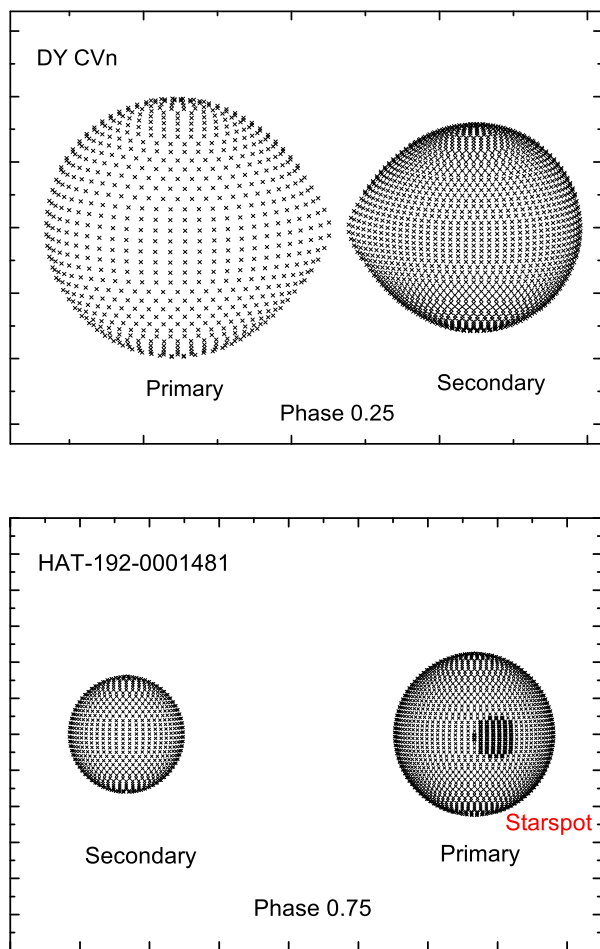 DY CVn
Primary
Secondary
Phase 0.25
HAT-192-0001481
Starspot
Secondary
Primary
Phase 0.75